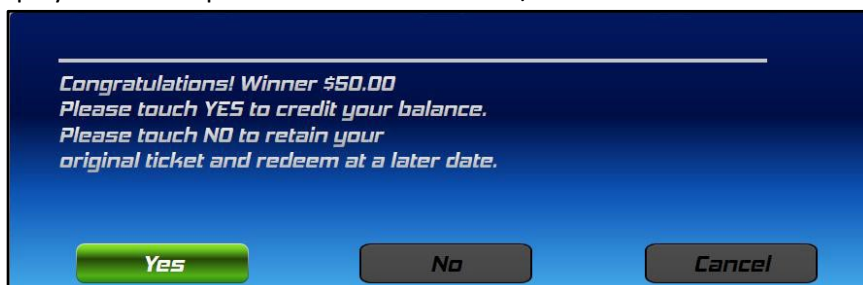 Congratulations! Winner $50.00
Please touch YES to credit your balance.
Please touch NO to retain your
original ticket and redeem at a later date.
Yes No Cancel